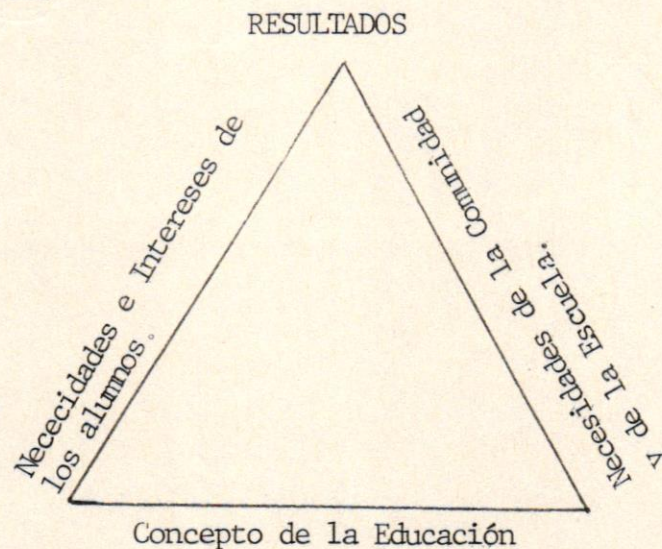 RESULTADOS
Nececidades e Intereses de
los alumnos.
Necesidades de la Comunidad
y de la Escuela.
Concepto de la Educación